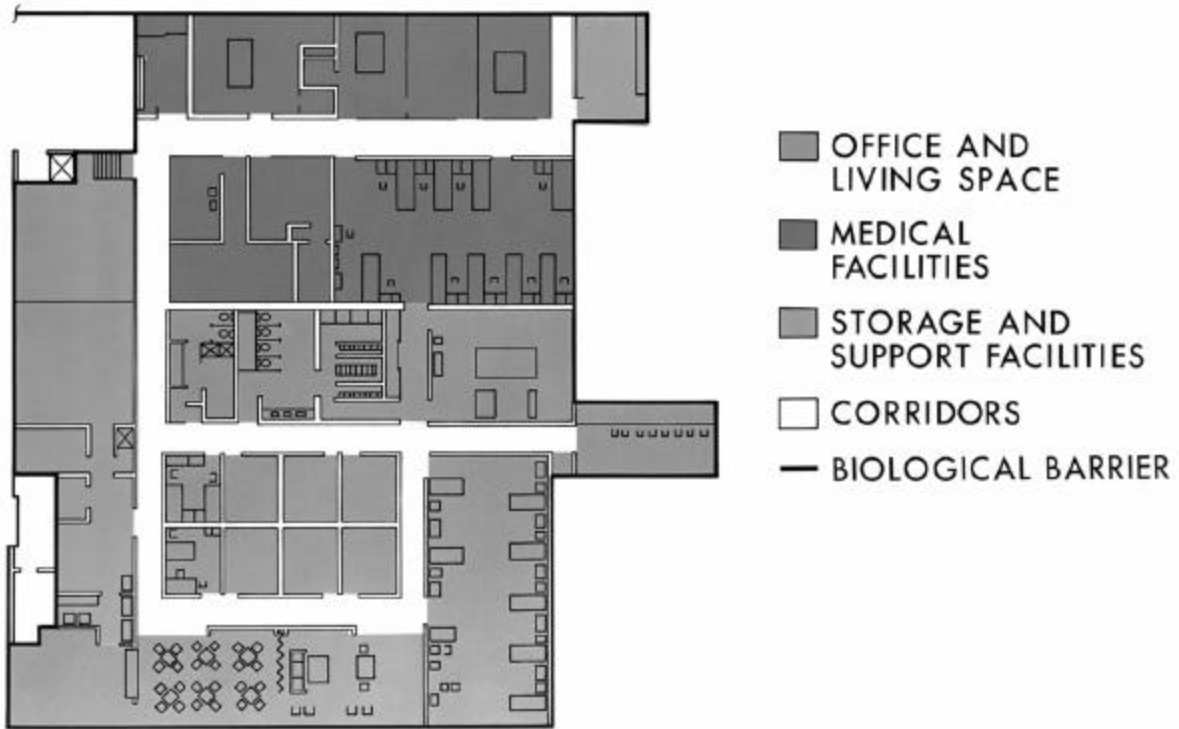 OFFICE AND
LIVING SPACE
MEDICAL
FACILITIES
STORAGE AND
SUPPORT FACILITIES
CORRIDORS
BIOLOGICAL BARRIER